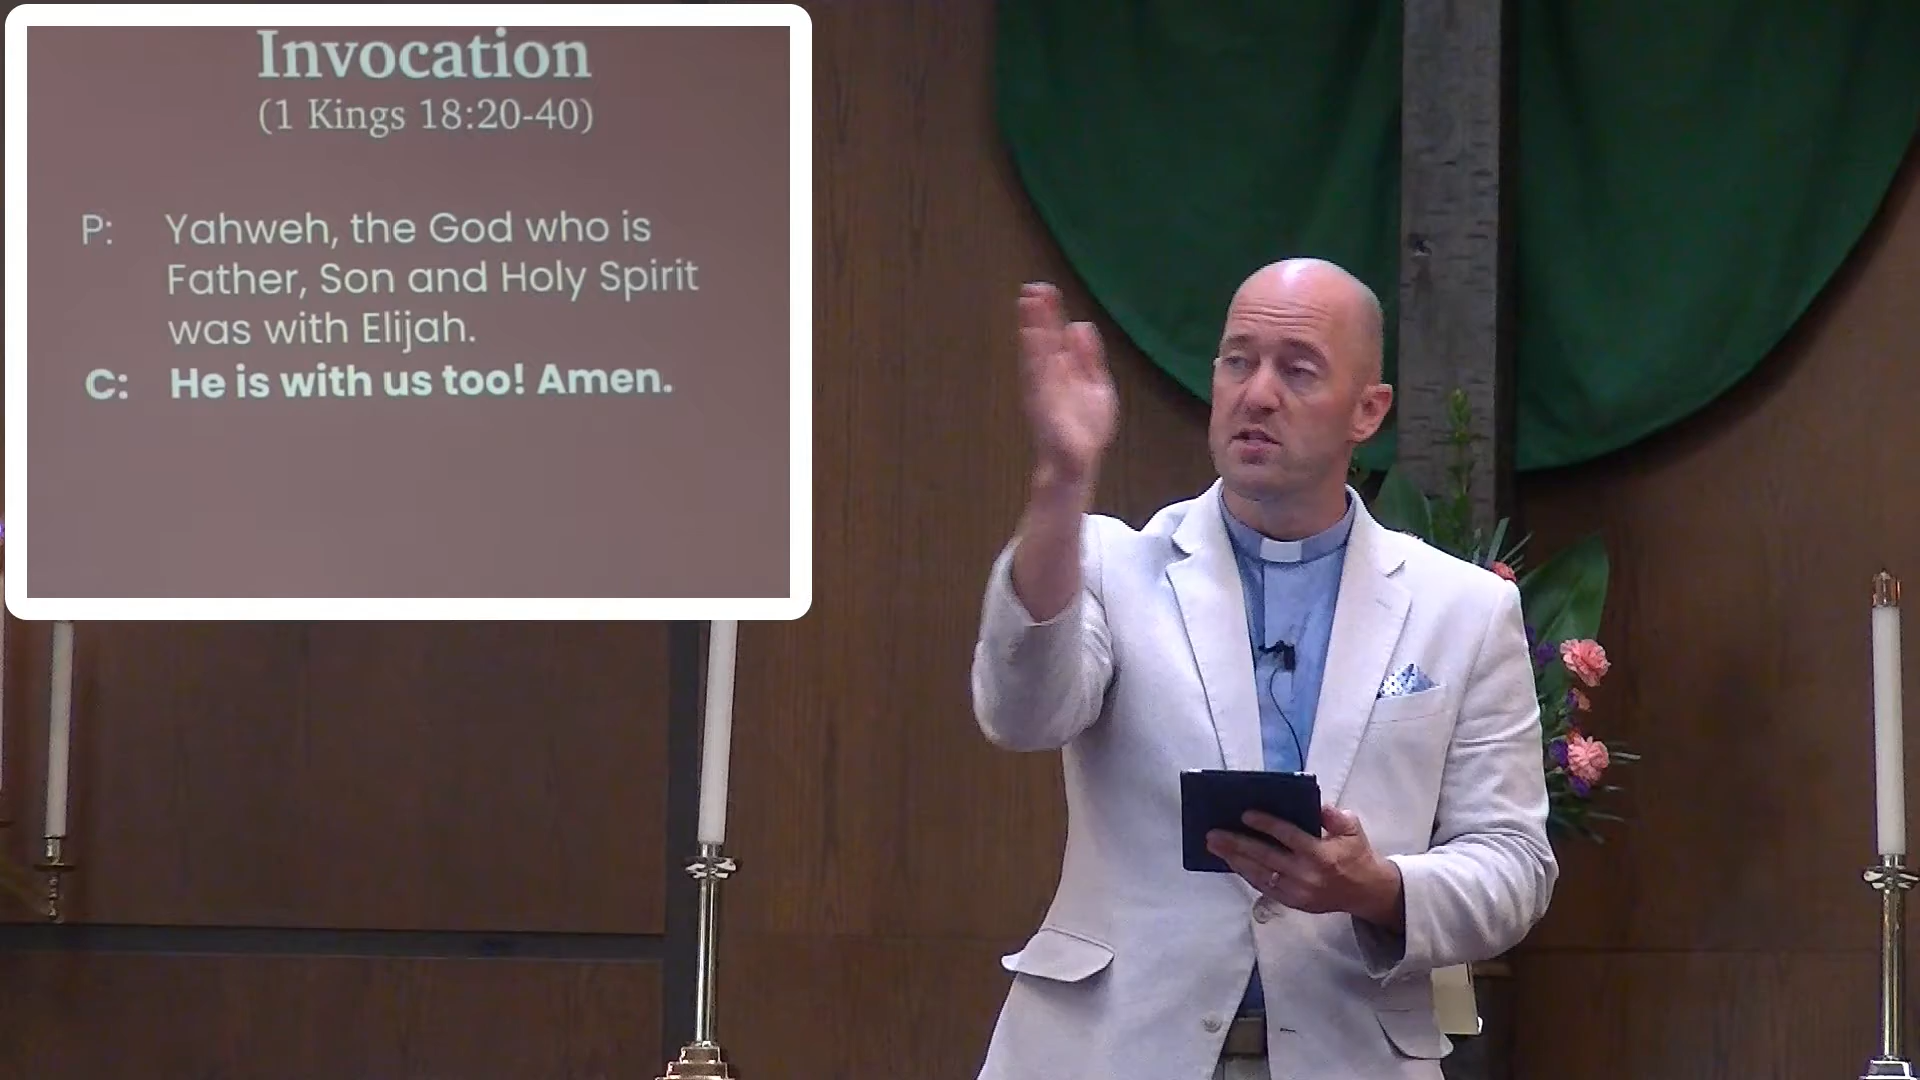 Invocation
(1 Kings 18:20-40)
P: Yahweh, the God who is
Father, Son and Holy Spirit
was with Elijah.
C: He is with us too! Amen.